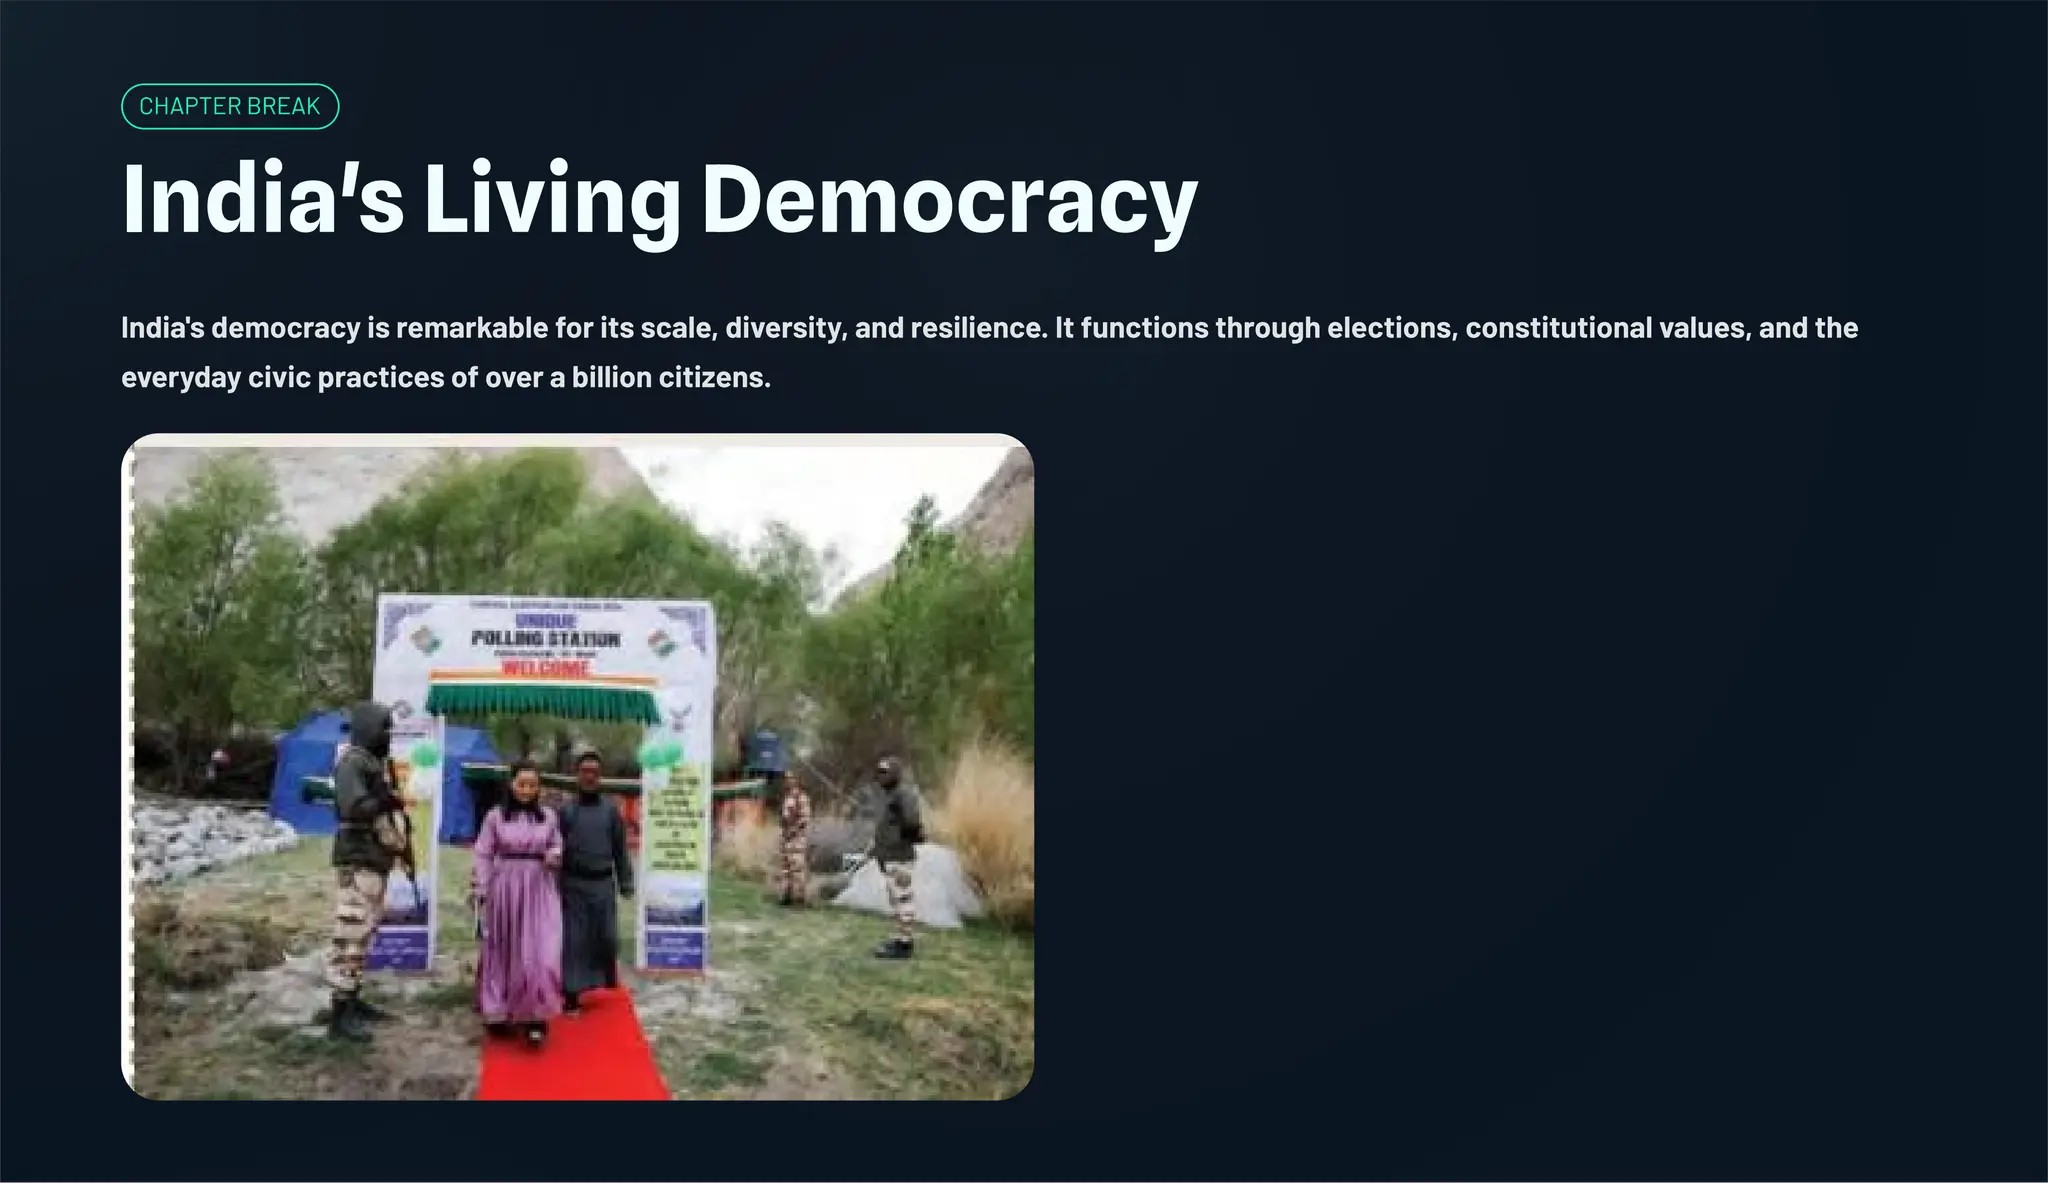 CHAPTER BREAK
India's Living Democracy
India's democracy is remarkable for its scale, diversity, and resilience. It functions through elections, constitutional values, and the
everyday civic practices of over a billion citizens.
UNIQUE
POLLING STATION
WELCOME